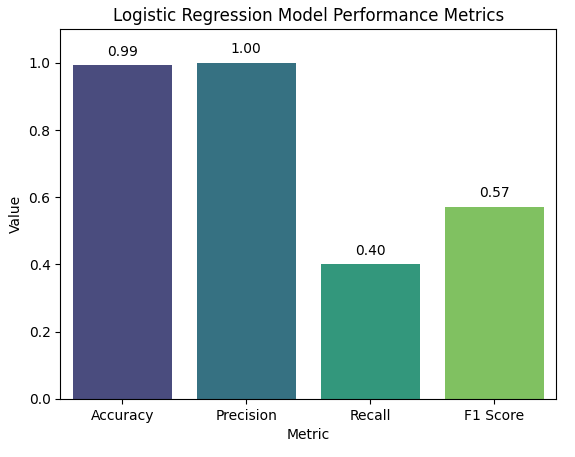 Logistic Regression Model Performance Metrics
0.99
1.00
0.40
0.57
1.0
0.8
0.6
0.4
0.2
0.0
Value
Accuracy
Precision
Recall
F1 Score
Metric